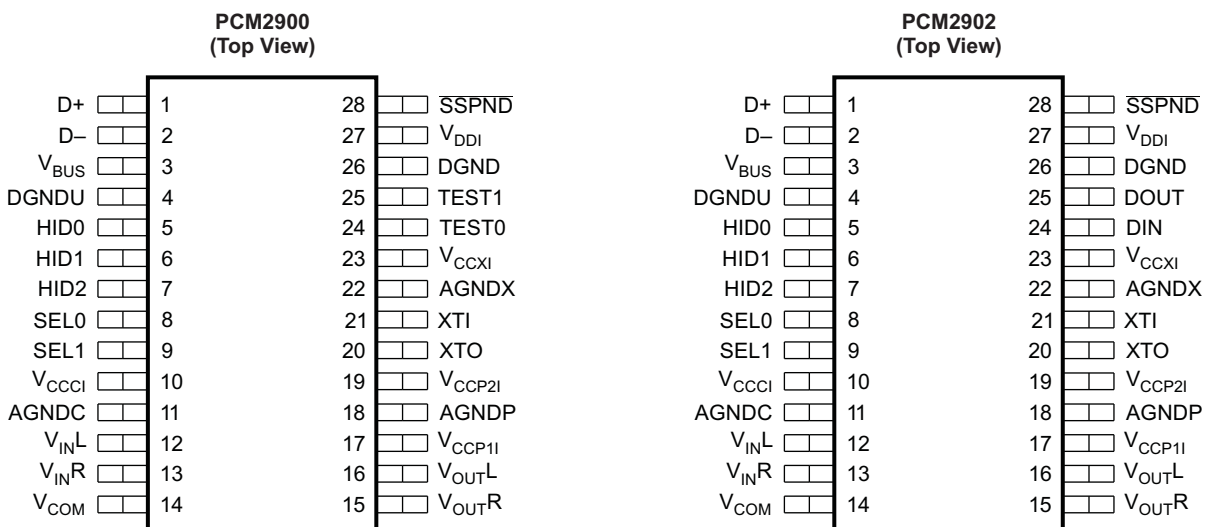 PCM2900
(Top View)
D+ 1 28 SSPND
D– 2 27 VDDI
VBUS 3 26 DGND
DGNDU 4 25 TEST1
HID0 5 24 TEST0
HID1 6 23 VCCXI
HID2 7 22 AGNDX
SEL0 8 21 XTI
SEL1 9 20 XTO
VCCCI 10 19 VCCP2I
AGNDC 11 18 AGNDP
VINL 12 17 VCCP1I
VINR 13 16 VOUTL
VCOM 14 15 VOUTR
PCM2902
(Top View)
D+ 1 28 SSPND
D– 2 27 VDDI
VBUS 3 26 DGND
DGNDU 4 25 DOUT
HID0 5 24 DIN
HID1 6 23 VCCXI
HID2 7 22 AGNDX
SEL0 8 21 XTI
SEL1 9 20 XTO
VCCCI 10 19 VCCP2I
AGNDC 11 18 AGNDP
VINL 12 17 VCCP1I
VINR 13 16 VOUTL
VCOM 14 15 VOUTR